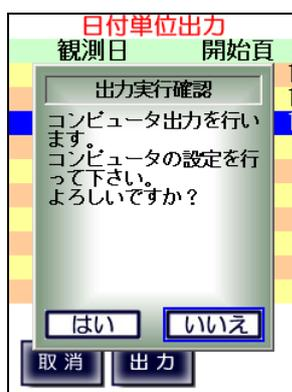 日付単位出力
観測日 開始頁
出力実行確認
コンピュータ出力を行い
ます。
コンピュータの設定を行
って下さい。
よろしいですか？
はい いいえ
取消 出力